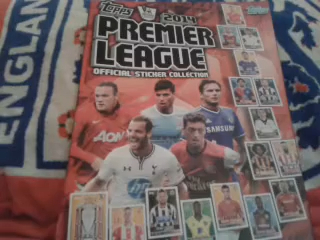 ENGLAND
TOPPS
2014
PREMIER
LEAGUE
OFFICIAL STICKER COLLECTION
AON
SAMSUNG
hp